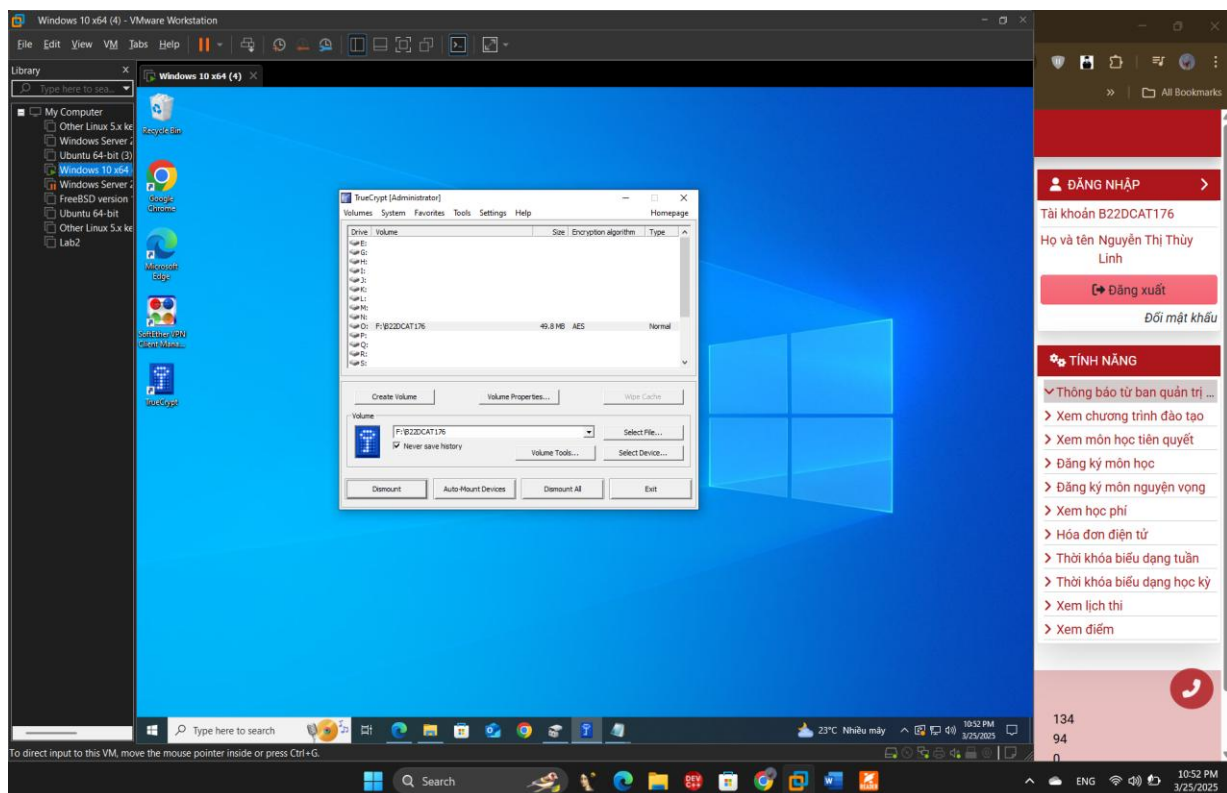 Windows 10 x64 (4) - VMware Workstation
File Edit View VM Tabs Help
Library
Type here to sea...
My Computer
Other Linux 5.x ke
Windows Server 2
Ubuntu 64-bit (3)
Windows 10 x64
Windows Server 2
FreeBSD version
Ubuntu 64-bit
Other Linux 5.x ke
Lab2
Windows 10 x64 (4)
Recycle Bin
Google
Chrome
Microsoft
Edge
SoftEther VPN
Client Mana...
TrueCrypt
TrueCrypt [Administrator]
Volumes System Favorites Tools Settings Help Homepage
Drive Volume Size Encryption algorithm Type
E:
G:
H:
I:
J:
K:
L:
M:
N:
O: F:\B22DCAT176 49.8 MB AES Normal
P:
Q:
R:
S:
Create Volume Volume Properties... Wipe Cache
Volume
F:\B22DCAT176 Select File...
Never save history Volume Tools... Select Device...
Dismount Auto-Mount Devices Dismount All Exit
Type here to search
23°C Nhiều mây
10:52 PM
3/25/2025
To direct input to this VM, move the mouse pointer inside or press Ctrl+G.
» All Bookmarks
ĐĂNG NHẬP
Tài khoản B22DCAT176
Họ và tên Nguyễn Thị Thùy
Linh
Đăng xuất
Đổi mật khẩu
TÍNH NĂNG
Thông báo từ ban quản trị ...
Xem chương trình đào tạo
Xem môn học tiên quyết
Đăng ký môn học
Đăng ký môn nguyện vọng
Xem học phí
Hóa đơn điện tử
Thời khóa biểu dạng tuần
Thời khóa biểu dạng học kỳ
Xem lịch thi
Xem điểm
134
94
0
Search
DEV
C++
W
READER
ENG
10:52 PM
3/25/2025